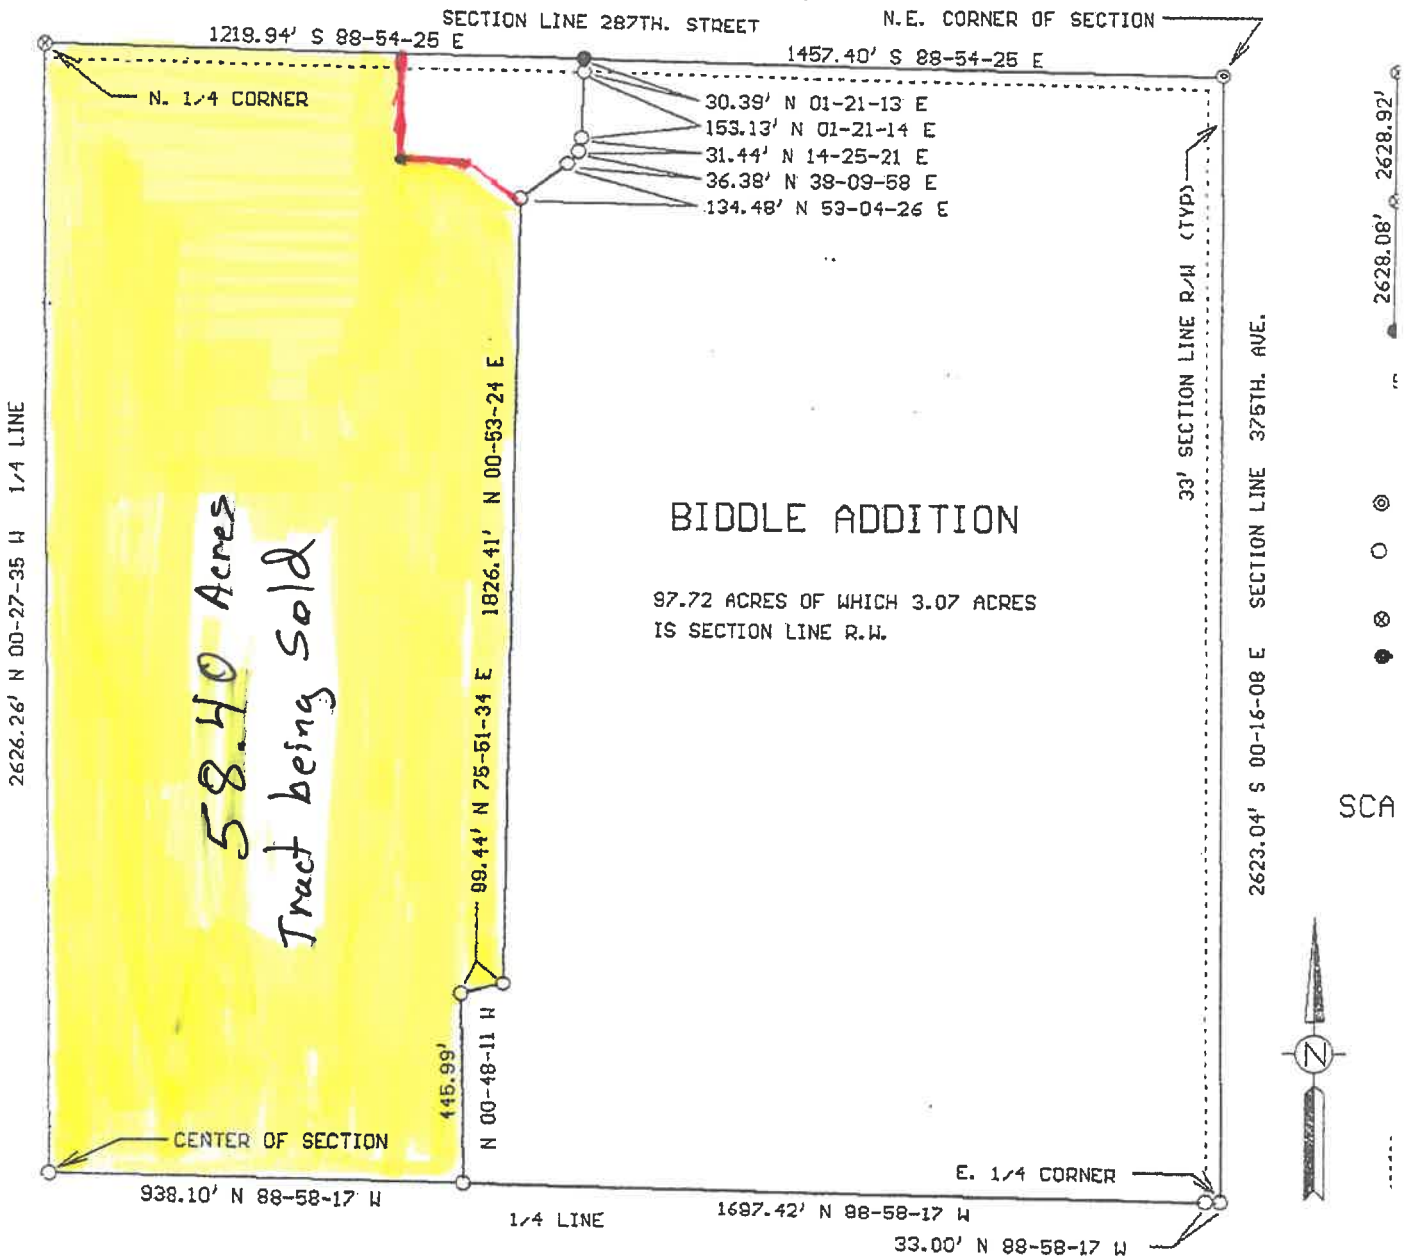 SECTION LINE 287TH. STREET
N.E. CORNER OF SECTION
1219.94' S 88-54-25 E
1457.40' S 88-54-25 E
N. 1/4 CORNER
30.39' N 01-21-13 E
153.13' N 01-21-14 E
31.44' N 14-25-21 E
36.38' N 38-09-58 E
134.48' N 53-04-26 E
2628.92'
2628.08'
33' SECTION LINE R/W (TYP)
2626.26' N 00-27-35 W 1/4 LINE
1826.41' N 00-53-24 E
99.44' N 75-51-34 E
58.40 Acres
Tract being Sold
BIDDLE ADDITION
97.72 ACRES OF WHICH 3.07 ACRES
IS SECTION LINE R.W.
2623.04' S 00-16-08 E SECTION LINE 375TH. AVE.
SCA
N
445.99'
N 00-48-11 W
CENTER OF SECTION
E. 1/4 CORNER
938.10' N 88-58-17 W
1/4 LINE
1697.42' N 88-58-17 W
33.00' N 88-58-17 W